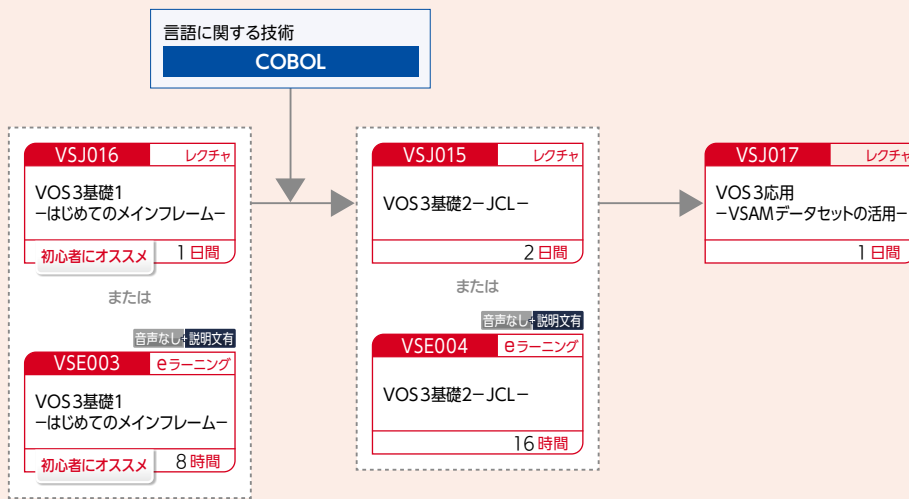 言語に関する技術
COBOL
VSJ016 レクチャ
VOS3基礎1
−はじめてのメインフレーム−
初心者にオススメ 1日間
または
音声なし+説明文有
VSE003 eラーニング
VOS3基礎1
−はじめてのメインフレーム−
初心者にオススメ 8時間
VSJ015 レクチャ
VOS3基礎2−JCL−
2日間
または
音声なし+説明文有
VSE004 eラーニング
VOS3基礎2−JCL−
16時間
VSJ017 レクチャ
VOS3応用
−VSAMデータセットの活用−
1日間